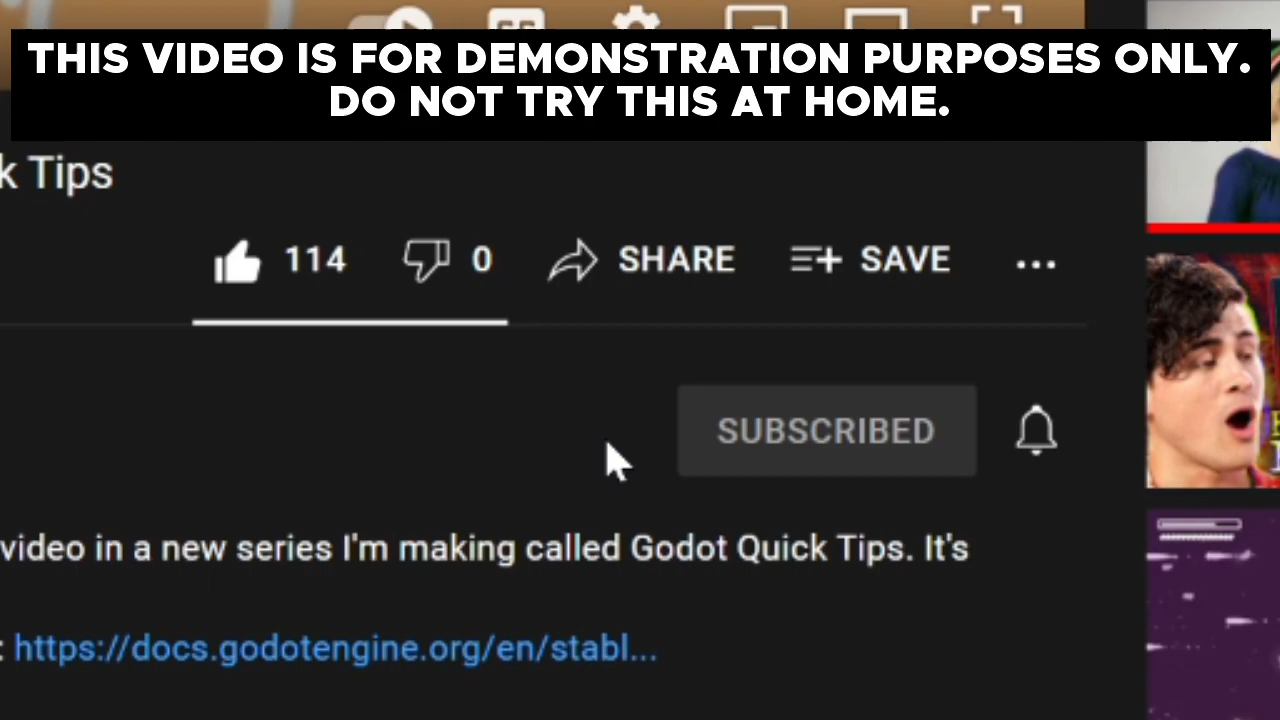 THIS VIDEO IS FOR DEMONSTRATION PURPOSES ONLY.
DO NOT TRY THIS AT HOME.
k Tips
114 0 SHARE SAVE
SUBSCRIBED
video in a new series I'm making called Godot Quick Tips. It's
: https://docs.godotengine.org/en/stabl...